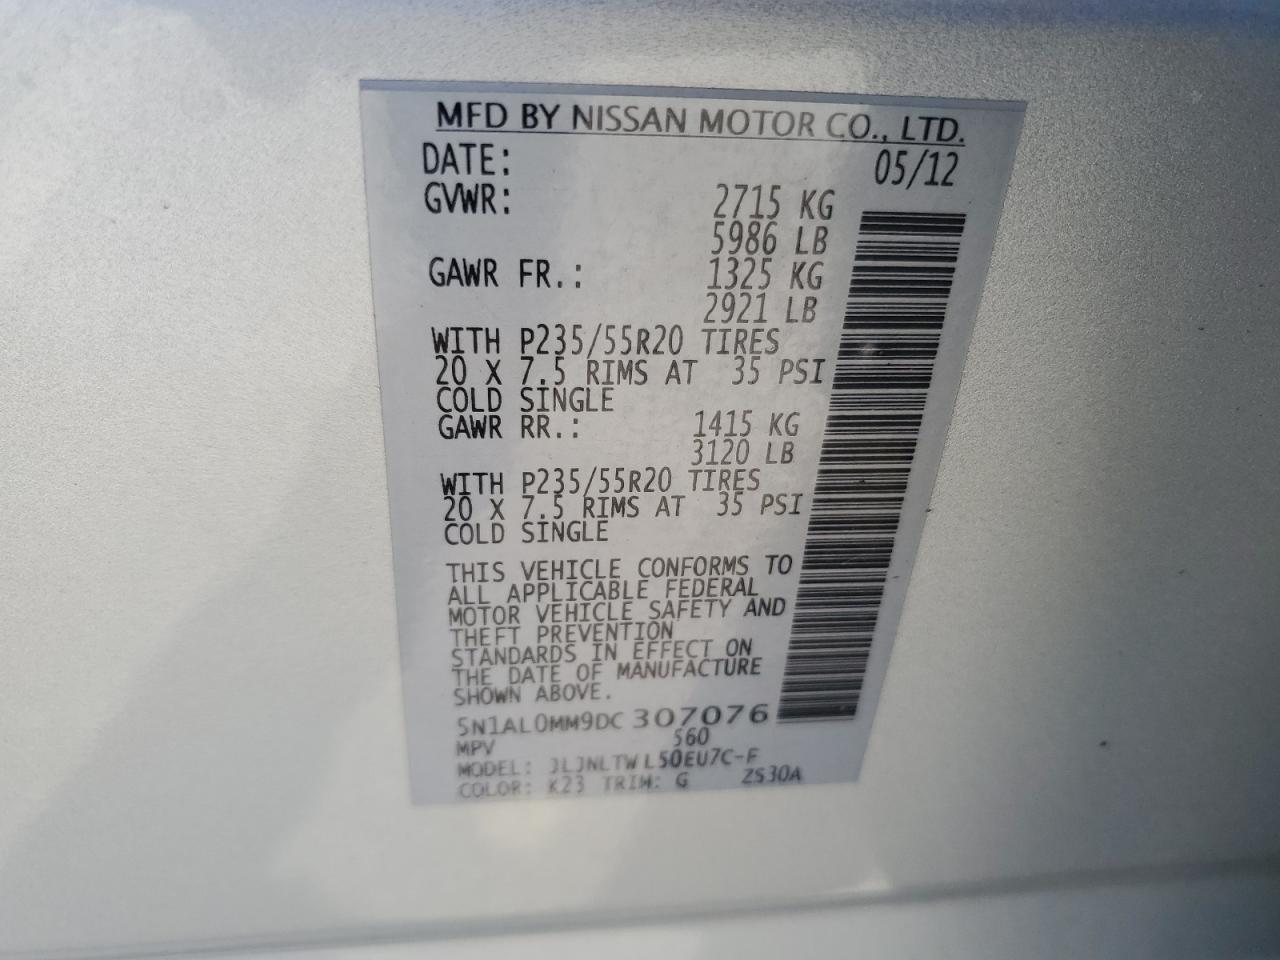 MFD BY NISSAN MOTOR CO., LTD.
DATE: 05/12
GVWR: 2715 KG
5986 LB
GAWR FR.: 1325 KG
2921 LB
WITH P235/55R20 TIRES
20 X 7.5 RIMS AT 35 PSI
COLD SINGLE
GAWR RR.: 1415 KG
3120 LB
WITH P235/55R20 TIRES
20 X 7.5 RIMS AT 35 PSI
COLD SINGLE
THIS VEHICLE CONFORMS TO
ALL APPLICABLE FEDERAL
MOTOR VEHICLE SAFETY AND
THEFT PREVENTION
STANDARDS IN EFFECT ON
THE DATE OF MANUFACTURE
SHOWN ABOVE.
5N1AL0MM9DC 307076
MPV 560
MODEL: JLJNLTWL50EU7C-F
COLOR: K23 TRIM: G ZS30A